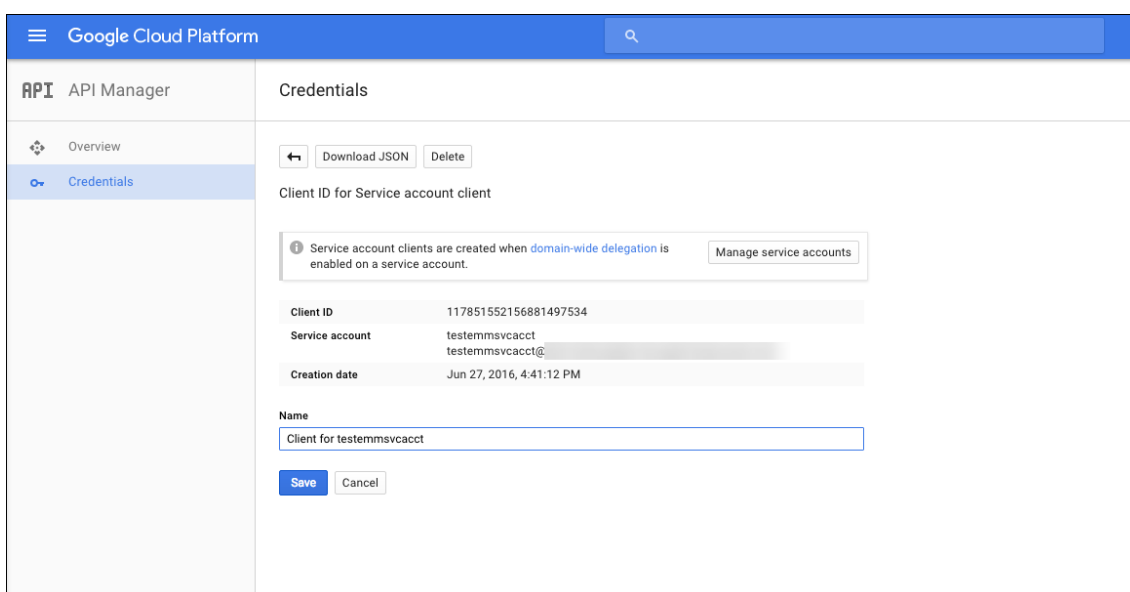 Google Cloud Platform
API API Manager
Credentials
Overview
Credentials
Download JSON Delete
Client ID for Service account client
Service account clients are created when domain-wide delegation is
enabled on a service account.
Manage service accounts
Client ID 117851552156881497534
Service account testemmsvcacct
testemmsvcacct@
Creation date Jun 27, 2016, 4:41:12 PM
Name
Client for testemmsvcacct
Save Cancel